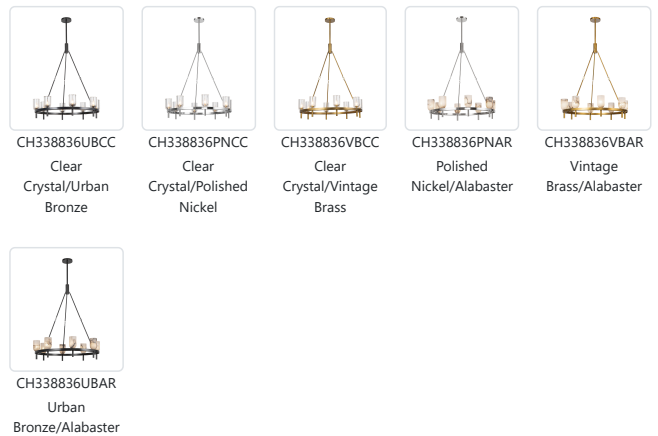 CH338836UBCC
Clear
Crystal/Urban
Bronze
CH338836PNCC
Clear
Crystal/Polished
Nickel
CH338836VBCC
Clear
Crystal/Vintage
Brass
CH338836PNAR
Polished
Nickel/Alabaster
CH338836VBAR
Vintage
Brass/Alabaster
CH338836UBAR
Urban
Bronze/Alabaster